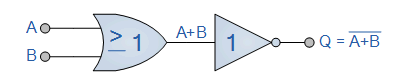 A
B
≥ 1
A+B
1
Q = A̅+̅B̅